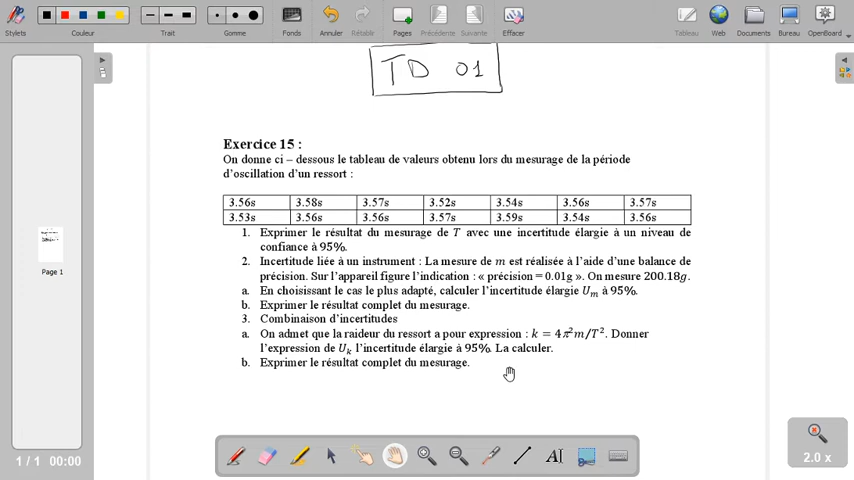 Stylets
Couleur
Trait
Gomme
Fonds
Annuler
Rétablir
Pages
Précédente
Suivante
Effacer
Tableau
Web
Documents
Bureau
OpenBoard
TD 01
Exercice 15 :
On donne ci – dessous le tableau de valeurs obtenu lors du mesurage de la période
d'oscillation d'un ressort :
3.56s 3.58s 3.57s 3.52s 3.54s 3.56s 3.57s
3.53s 3.56s 3.56s 3.57s 3.59s 3.54s 3.56s
1. Exprimer le résultat du mesurage de T avec une incertitude élargie à un niveau de
confiance à 95%.
2. Incertitude liée à un instrument : La mesure de m est réalisée à l'aide d'une balance de
précision. Sur l'appareil figure l'indication : « précision = 0.01g ». On mesure 200.18g.
a. En choisissant le cas le plus adapté, calculer l'incertitude élargie Uₘ à 95%.
b. Exprimer le résultat complet du mesurage.
3. Combinaison d'incertitudes
a. On admet que la raideur du ressort a pour expression : k = 4π²m/T². Donner
l'expression de Uₖ l'incertitude élargie à 95%. La calculer.
b. Exprimer le résultat complet du mesurage.
Page 1
1 / 1 00:00
2.0 x